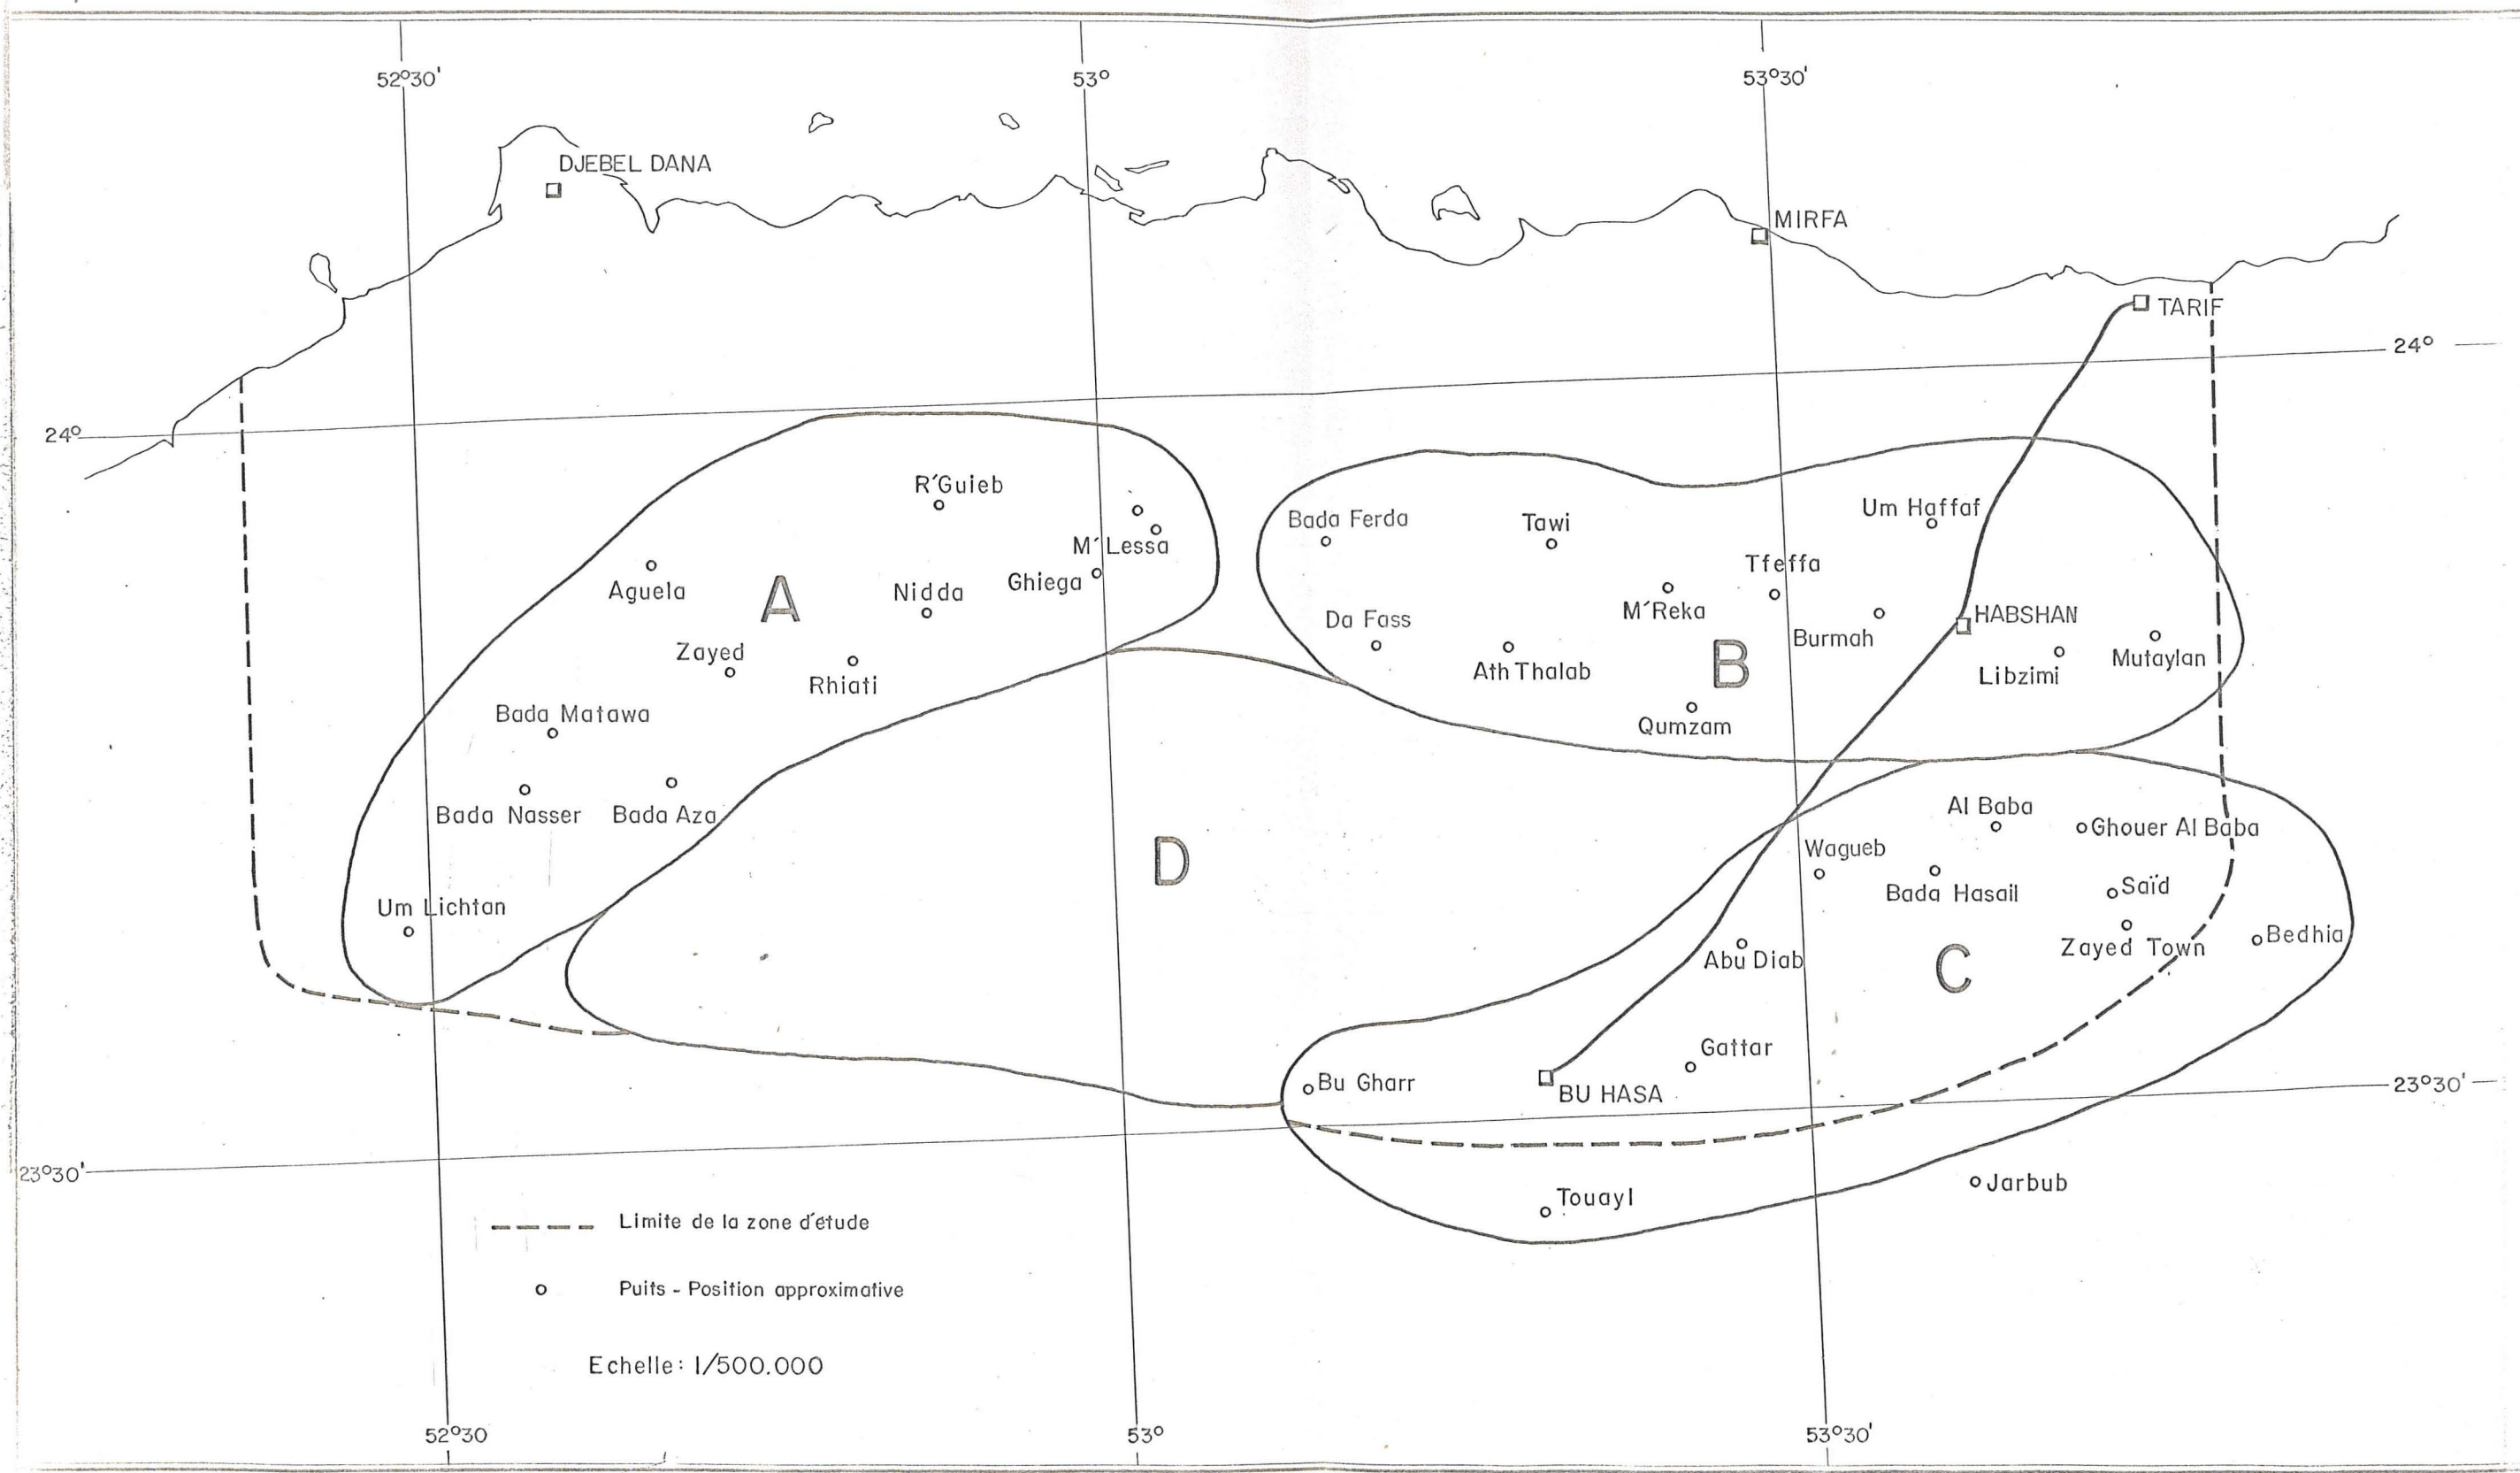 52°30'
53°
53°30'
DJEBEL DANA
MIRFA
TARIF
24°
24°
R'Guieb
M'Lessa
Ghiega
Aguela
A
Nidda
Zayed
Rhiati
Bada Matawa
Bada Nasser
Bada Aza
Um Lichtan
Bada Ferda
Tawi
Um Haffaf
Tfeffa
M'Reka
Da Fass
Ath Thalab
B
Burmah
HABSHAN
Libzimi
Mutaylan
Qumzam
D
Al Baba
Ghouer Al Baba
Wagueb
Bada Hasail
Saïd
Zayed Town
Bedhia
Abu Diab
C
Gattar
Bu Gharr
BU HASA
23°30'
23°30'
Touayl
Jarbub
Limite de la zone d'étude
Puits - Position approximative
Echelle: 1/500.000
52°30
53°
53°30'